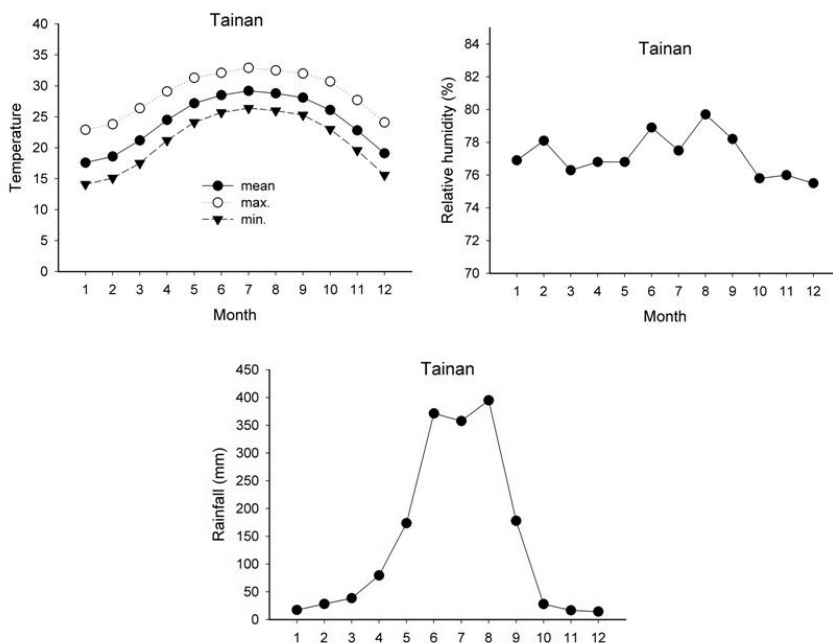 Tainan
40
35
30
25
20
15
10
5
0
Temperature
mean
max.
min.
1 2 3 4 5 6 7 8 9 10 11 12
Month
Tainan
84
82
80
78
76
74
72
70
Relative humidity (%)
1 2 3 4 5 6 7 8 9 10 11 12
Month
Tainan
450
400
350
300
250
200
150
100
50
0
Rainfall (mm)
1 2 3 4 5 6 7 8 9 10 11 12